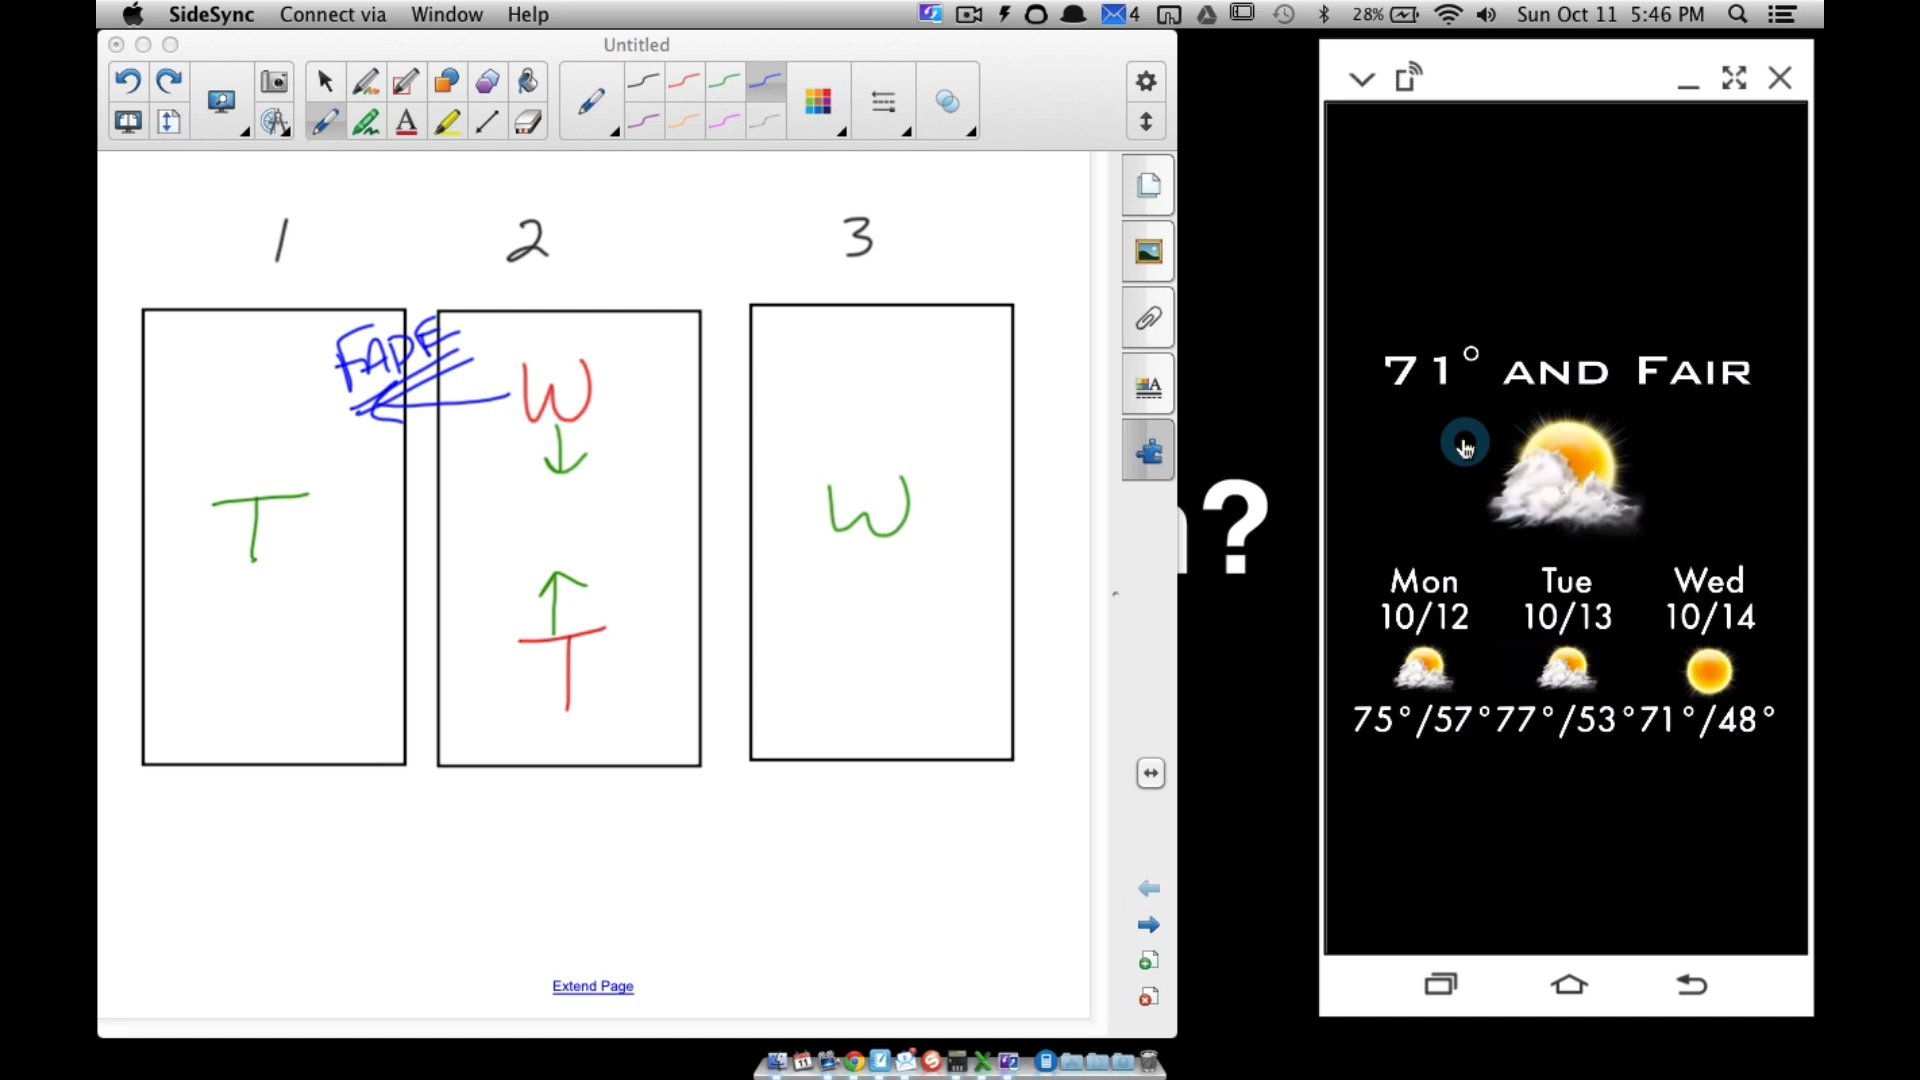 SideSync Connect via Window Help
4
28%
Sun Oct 11 5:46 PM
Untitled
A
A
1 2 3
FADE
W
T
W
T
Extend Page
?
71° AND FAIR
Mon Tue Wed
10/12 10/13 10/14
75°/57° 77°/53° 71°/48°